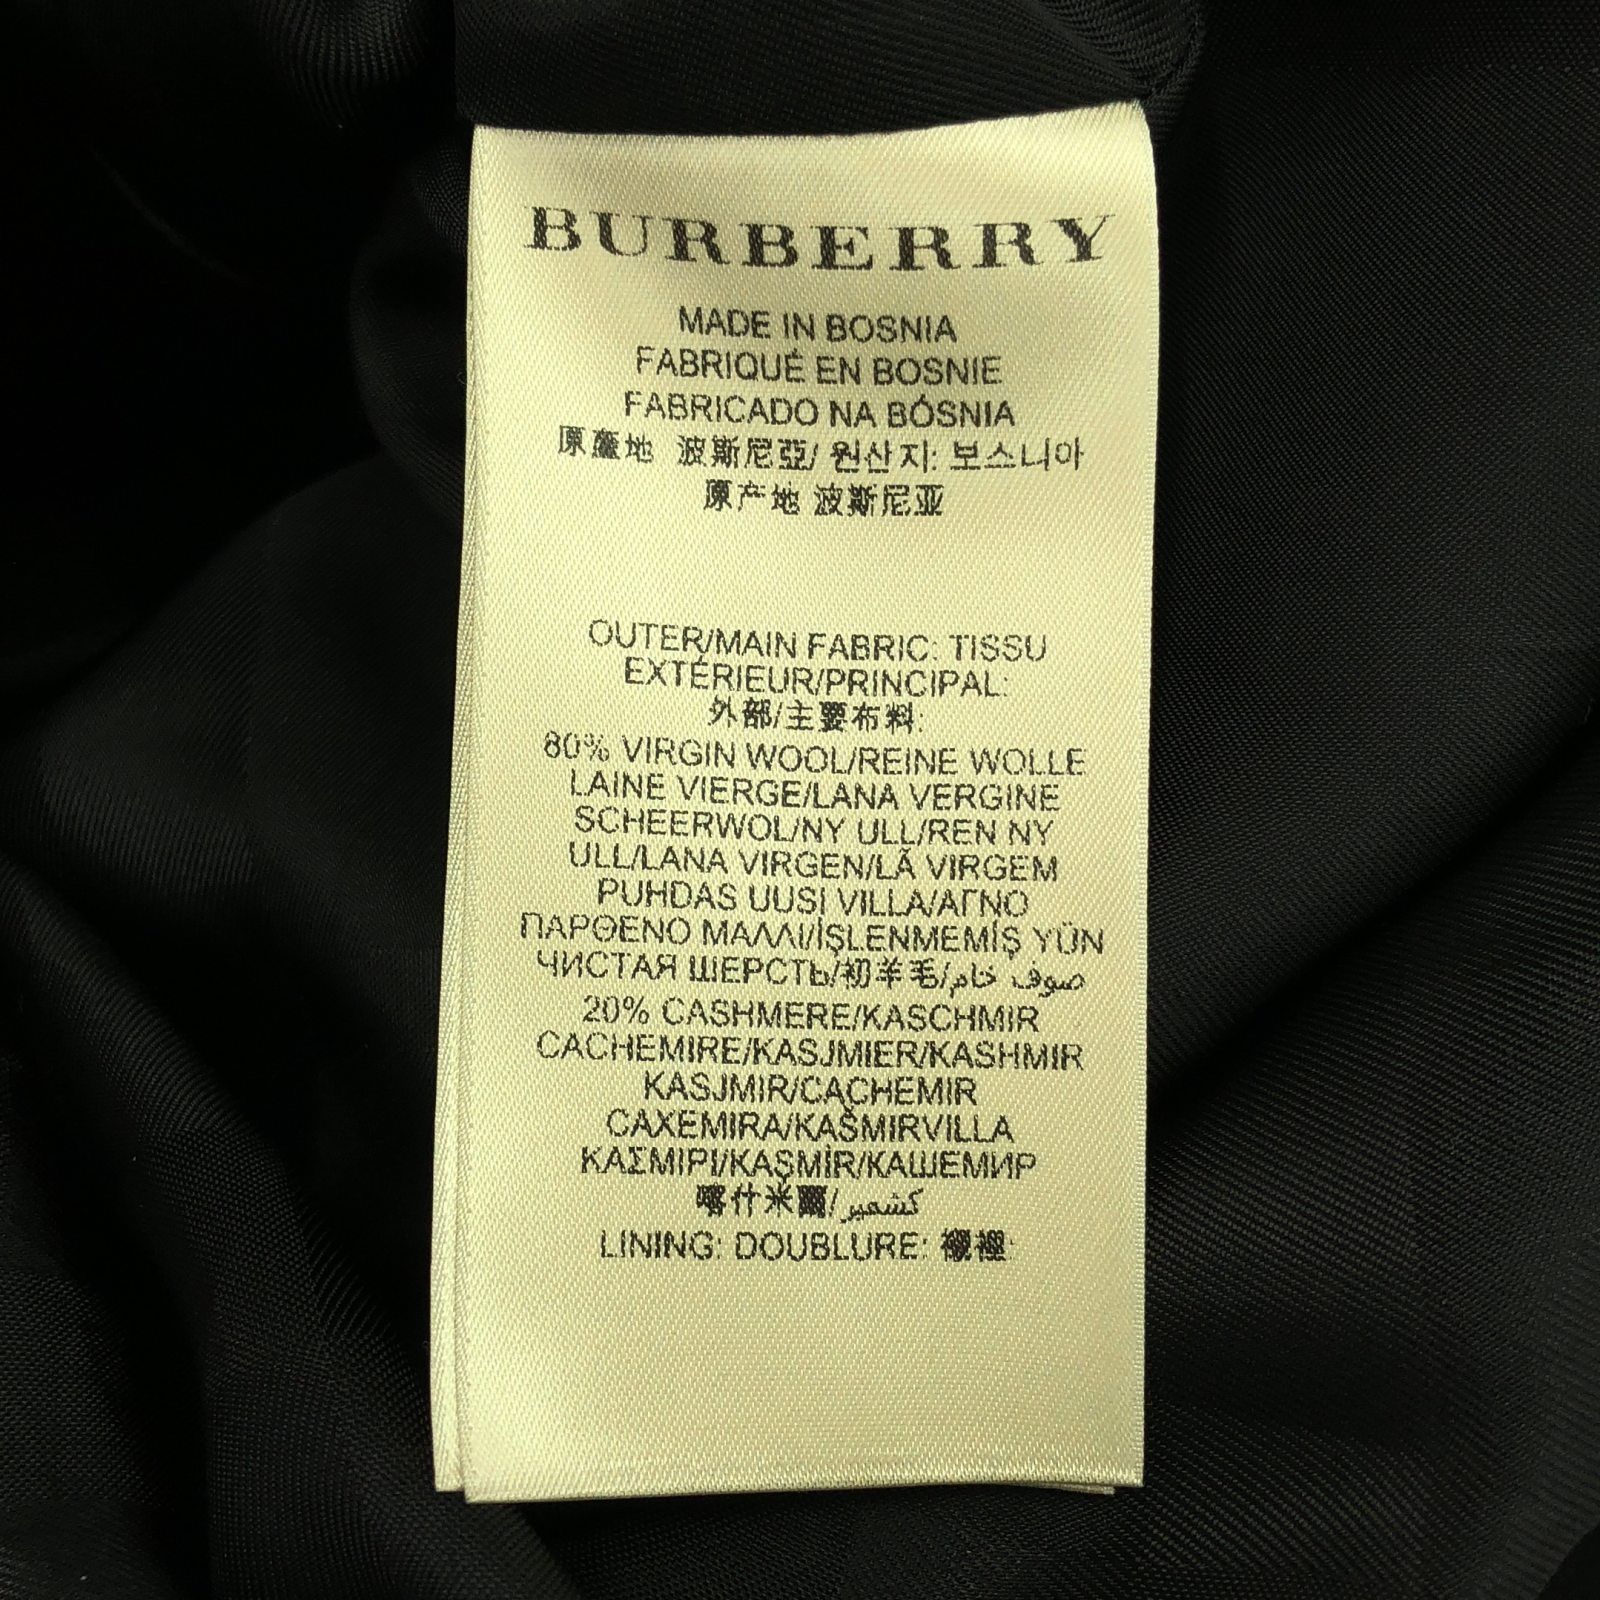 BURBERRY
MADE IN BOSNIA
FABRIQUÉ EN BOSNIE
FABRICADO NA BÓSNIA
原產地 波斯尼亞/ 원산지: 보스니아
原产地 波斯尼亚
OUTER/MAIN FABRIC: TISSU
EXTÉRIEUR/PRINCIPAL:
外部/主要布料:
80% VIRGIN WOOL/REINE WOLLE
LAINE VIERGE/LANA VERGINE
SCHEERWOL/NY ULL/REN NY
ULL/LANA VIRGEN/LÃ VIRGEM
PUHDAS UUSI VILLA/ΑΓΝΟ
ΠΑΡΘΕΝΟ ΜΑΛΛΙ/İŞLENMEMİŞ YÜN
ЧИСТАЯ ШЕРСТЬ/初羊毛/صوف خام
20% CASHMERE/KASCHMIR
CACHEMIRE/KASJMIER/KASHMIR
KASJMIR/CACHEMIR
CAXEMIRA/KAŠMIRVILLA
ΚΑΣΜΙΡΙ/KAŞMİR/КАШЕМИР
喀什米爾/كشمير
LINING: DOUBLURE: 襯裡: